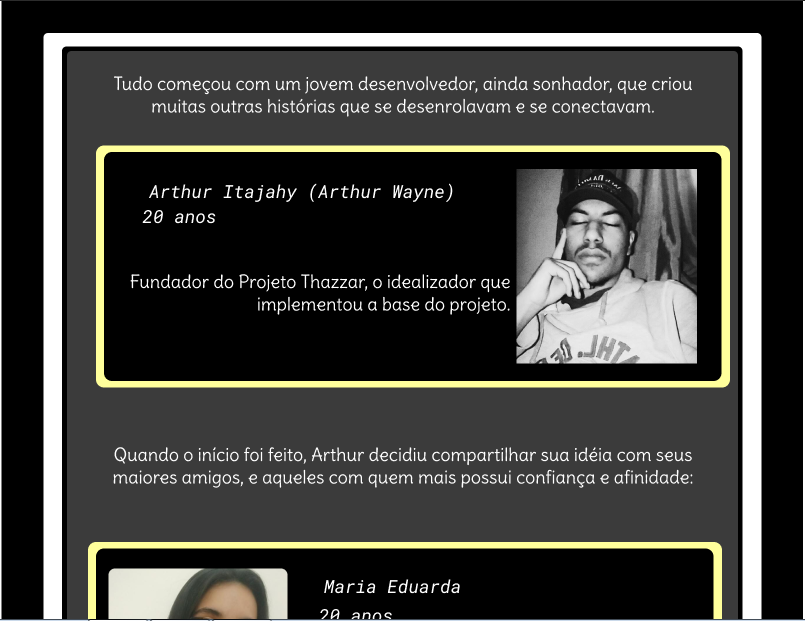 Tudo começou com um jovem desenvolvedor, ainda sonhador, que criou
muitas outras histórias que se desenrolavam e se conectavam.
Arthur Itajahy (Arthur Wayne)
20 anos
Fundador do Projeto Thazzar, o idealizador que
implementou a base do projeto.
Quando o início foi feito, Arthur decidiu compartilhar sua idéia com seus
maiores amigos, e aqueles com quem mais possui confiança e afinidade:
Maria Eduarda
20 anos